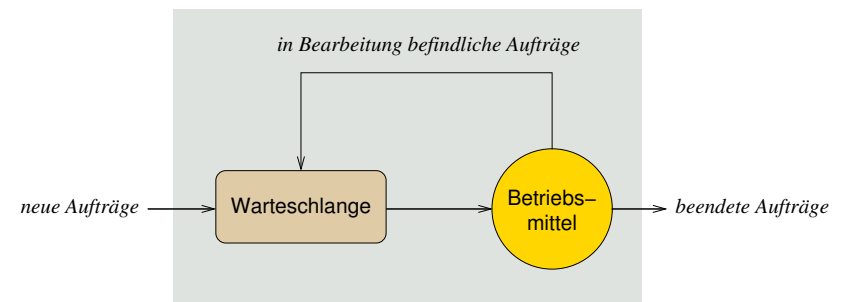 in Bearbeitung befindliche Aufträge
neue Aufträge
Warteschlange
Betriebs–
mittel
beendete Aufträge